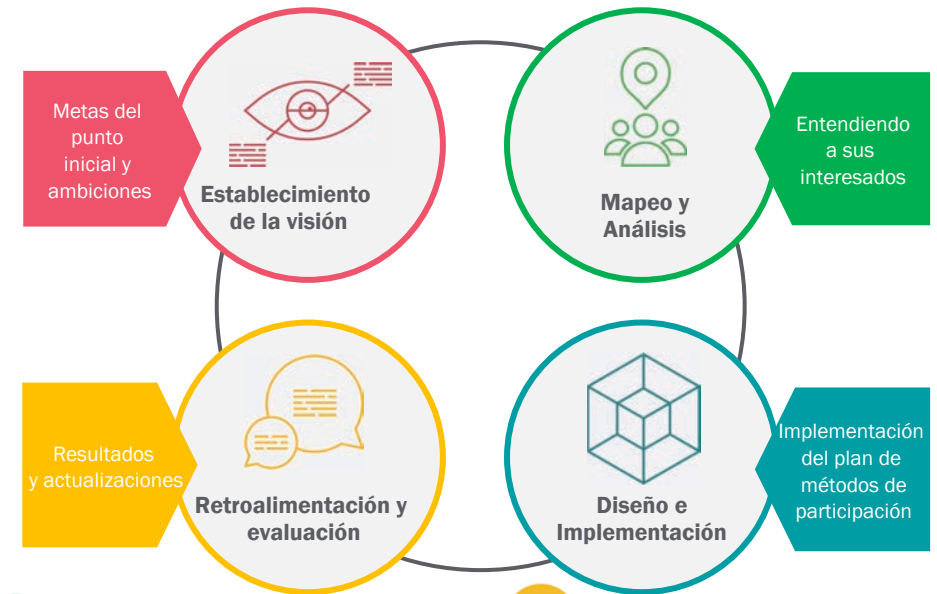 Metas del
punto
inicial y
ambiciones
Establecimiento
de la visión
Mapeo y
Análisis
Entendiendo
a sus
interesados
Resultados
y actualizaciones
Retroalimentación y
evaluación
Diseño e
Implementación
Implementación
del plan de
métodos de
participación